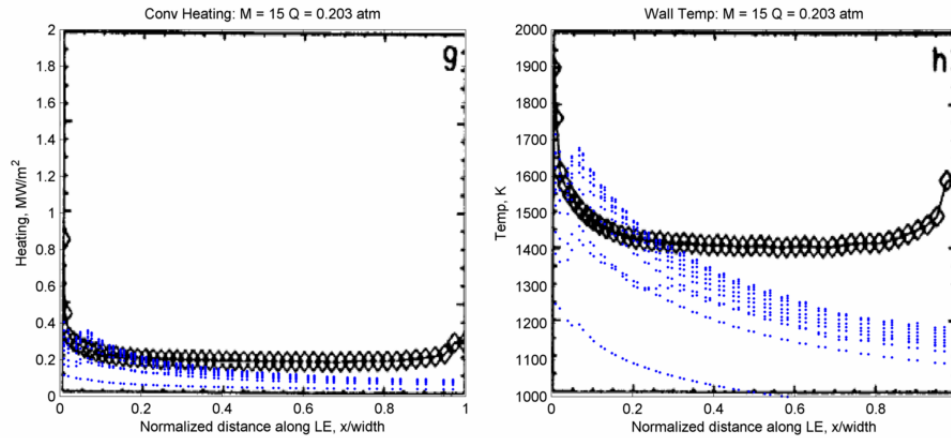 Conv Heating: M = 15 Q = 0.203 atm
g
2
1.8
1.6
1.4
1.2
1
0.8
0.6
0.4
0.2
0
Heating, MW/m²
0 0.2 0.4 0.6 0.8 1
Normalized distance along LE, x/width
Wall Temp: M = 15 Q = 0.203 atm
h
2000
1900
1800
1700
1600
1500
1400
1300
1200
1100
1000
Temp, K
0 0.2 0.4 0.6 0.8
Normalized distance along LE, x/width